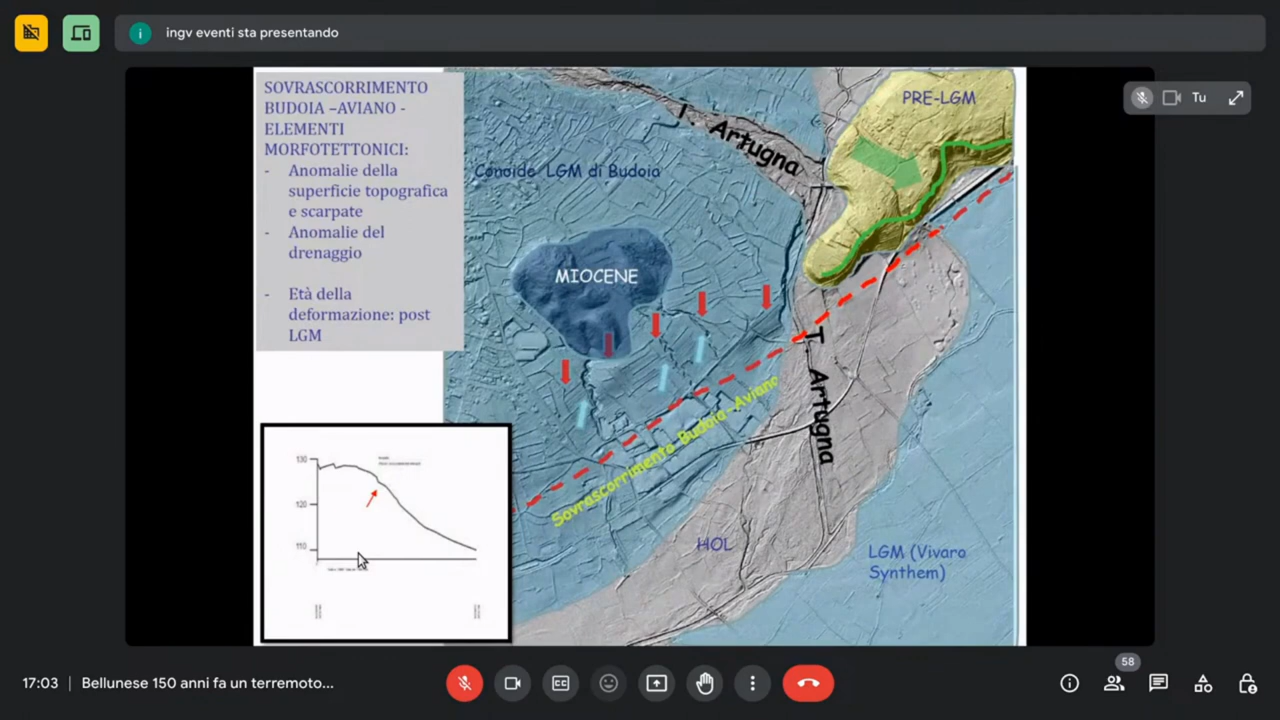 ingv eventi sta presentando
Tu
SOVRASCORRIMENTO
BUDOIA –AVIANO -
ELEMENTI
MORFOTETTONICI:
- Anomalie della
superficie topografica
e scarpate
- Anomalie del
drenaggio
- Età della
deformazione: post
LGM
PRE-LGM
T. Artugna
Conoide LGM di Budoia
MIOCENE
T. Artugna
Sovrascorrimento Budoia-Aviano
HOL
LGM (Vivaro
Synthem)
130
120
110
58
17:03 | Bellunese 150 anni fa un terremoto...